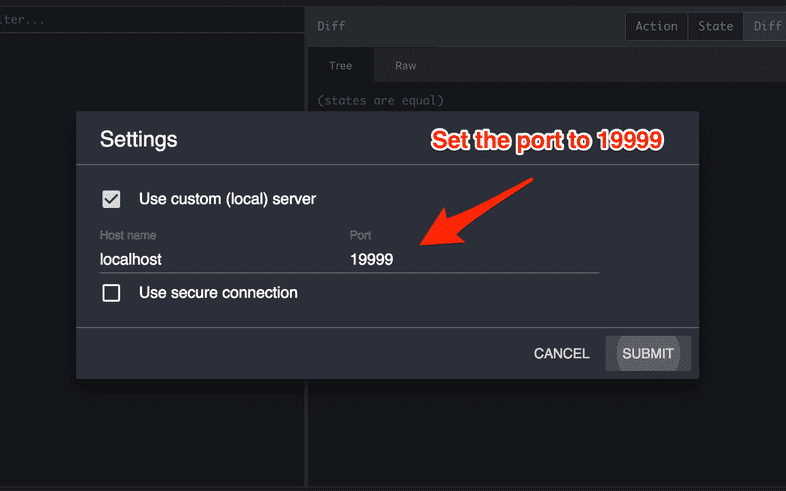 lter...
Diff
Action State Diff
Tree Raw
(states are equal)
Settings
Set the port to 19999
Use custom (local) server
Host name Port
localhost 19999
Use secure connection
CANCEL SUBMIT